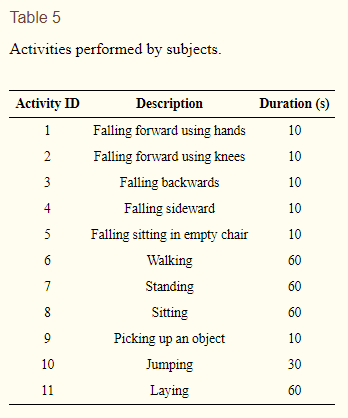 Table 5
Activities performed by subjects.
Activity ID Description Duration (s)
1 Falling forward using hands 10
2 Falling forward using knees 10
3 Falling backwards 10
4 Falling sideward 10
5 Falling sitting in empty chair 10
6 Walking 60
7 Standing 60
8 Sitting 60
9 Picking up an object 10
10 Jumping 30
11 Laying 60